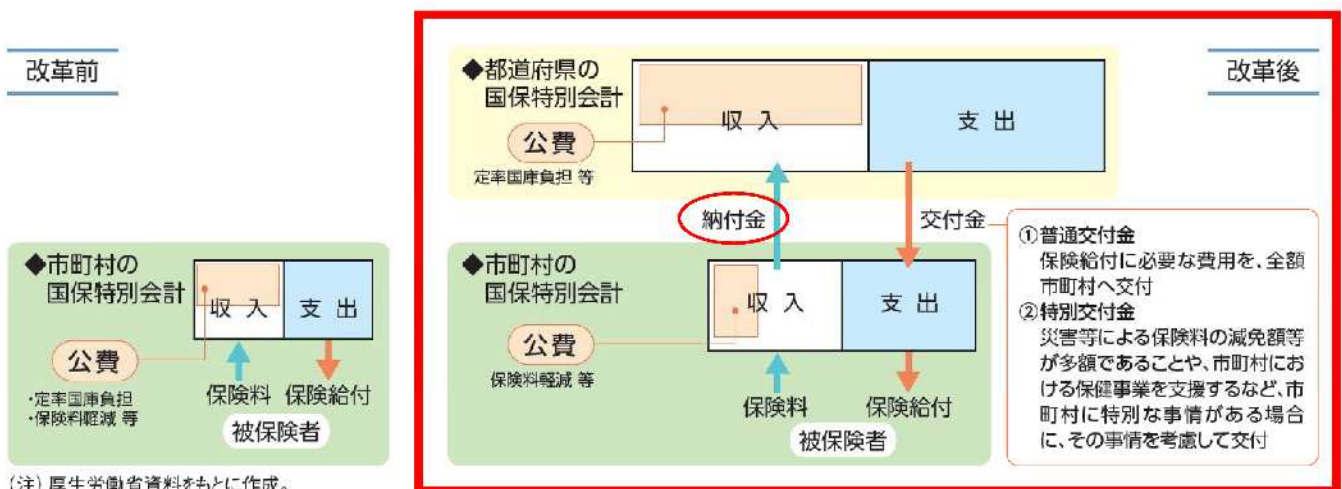 改革前
◆市町村の
国保特別会計
収 入
支 出
公費
・定率国庫負担
・保険料軽減 等
保険料
保険給付
被保険者
(注)厚生労働省資料をもとに作成。
改革後
◆都道府県の
国保特別会計
収 入
支 出
公費
定率国庫負担 等
納付金
交付金
◆市町村の
国保特別会計
収 入
支 出
公費
保険料軽減 等
保険料
保険給付
被保険者
①普通交付金
保険給付に必要な費用を、全額
市町村へ交付
②特別交付金
災害等による保険料の減免額等
が多額であることや、市町村にお
ける保健事業を支援するなど、市
町村に特別な事情がある場合
に、その事情を考慮して交付